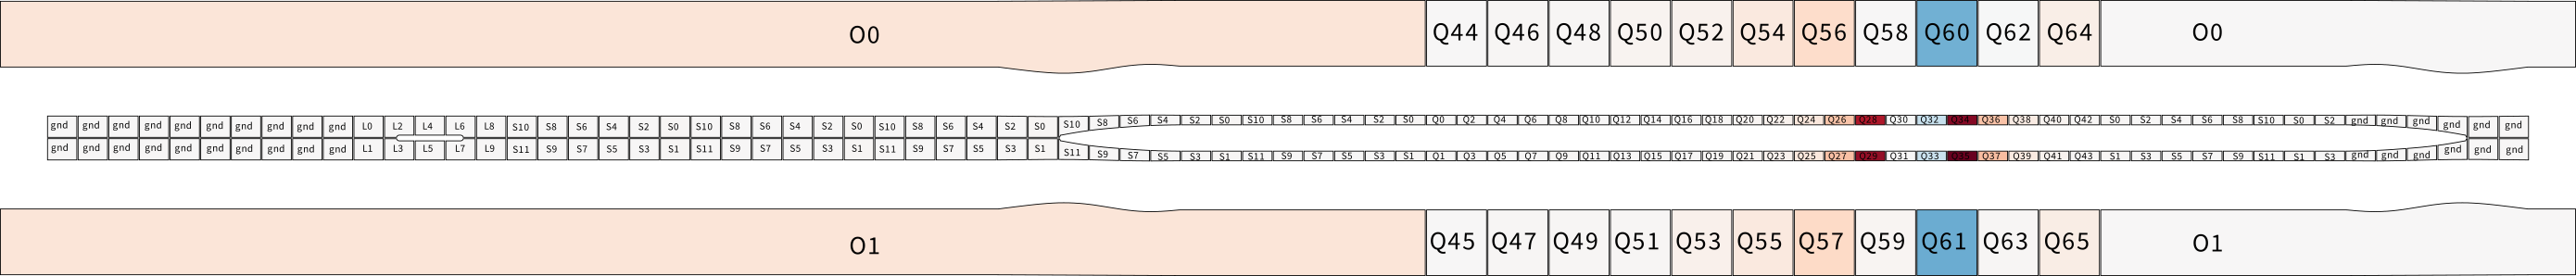 O0 Q44 Q46 Q48 Q50 Q52 Q54 Q56 Q58 Q60 Q62 Q64 O0
gnd gnd gnd gnd gnd gnd gnd gnd gnd gnd L0 L2 L4 L6 L8 S10 S8 S6 S4 S2 S0 S10 S8 S6 S4 S2 S0 S10 S8 S6 S4 S2 S0 S10 S8 S6 S4 S2 S0 S10 S8 S6 S4 S2 S0 Q0 Q2 Q4 Q6 Q8 Q10 Q12 Q14 Q16 Q18 Q20 Q22 Q24 Q26 Q28 Q30 Q32 Q34 Q36 Q38 Q40 Q42 S0 S2 S4 S6 S8 S10 S0 S2 gnd gnd gnd gnd gnd gnd
gnd gnd gnd gnd gnd gnd gnd gnd gnd gnd L1 L3 L5 L7 L9 S11 S9 S7 S5 S3 S1 S11 S9 S7 S5 S3 S1 S11 S9 S7 S5 S3 S1 S11 S9 S7 S5 S3 S1 S11 S9 S7 S5 S3 S1 Q1 Q3 Q5 Q7 Q9 Q11 Q13 Q15 Q17 Q19 Q21 Q23 Q25 Q27 Q29 Q31 Q33 Q35 Q37 Q39 Q41 Q43 S1 S3 S5 S7 S9 S11 S1 S3 gnd gnd gnd gnd gnd gnd
O1 Q45 Q47 Q49 Q51 Q53 Q55 Q57 Q59 Q61 Q63 Q65 O1